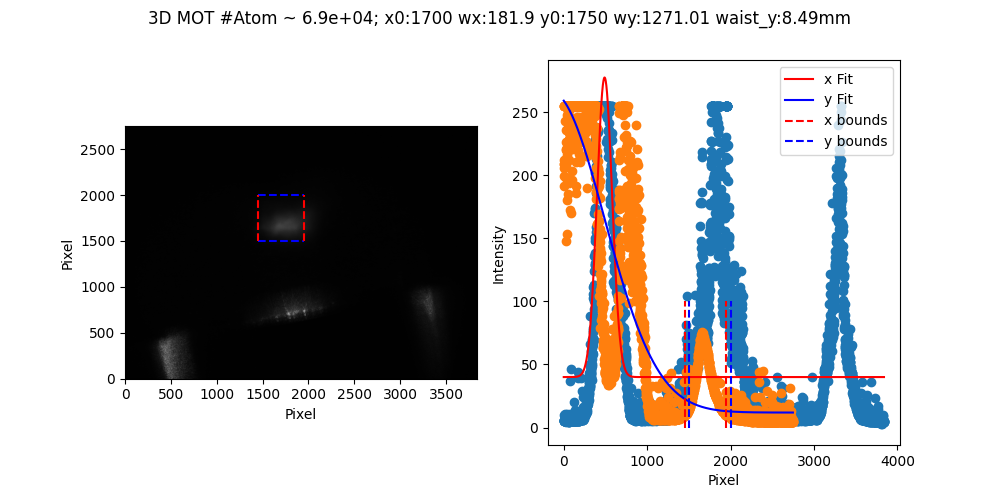 3D MOT #Atom ~ 6.9e+04; x0:1700 wx:181.9 y0:1750 wy:1271.01 waist_y:8.49mm
Pixel
2500
2000
1500
1000
500
0
0 500 1000 1500 2000 2500 3000 3500
Pixel
Intensity
250
200
150
100
50
0
0 1000 2000 3000 4000
Pixel
x Fit
y Fit
x bounds
y bounds